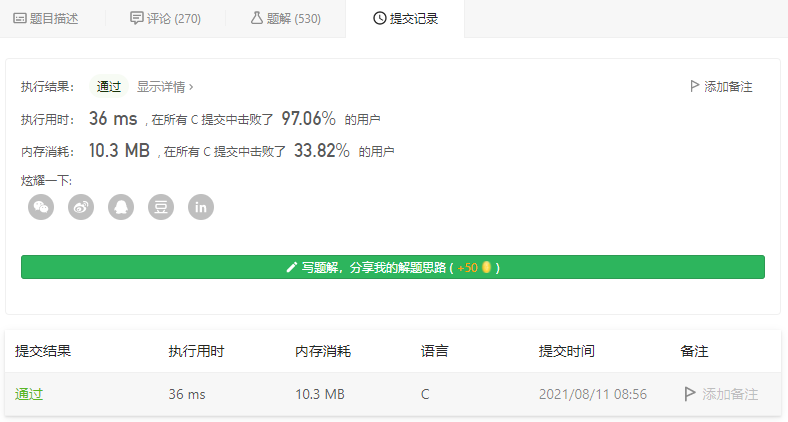 题目描述 评论 (270) 题解 (530) 提交记录
执行结果： 通过 显示详情 › 添加备注
执行用时： 36 ms , 在所有 C 提交中击败了 97.06% 的用户
内存消耗： 10.3 MB , 在所有 C 提交中击败了 33.82% 的用户
炫耀一下:
豆 in
写题解，分享我的解题思路 ( +50 )
提交结果 执行用时 内存消耗 语言 提交时间 备注
通过 36 ms 10.3 MB C 2021/08/11 08:56 添加备注